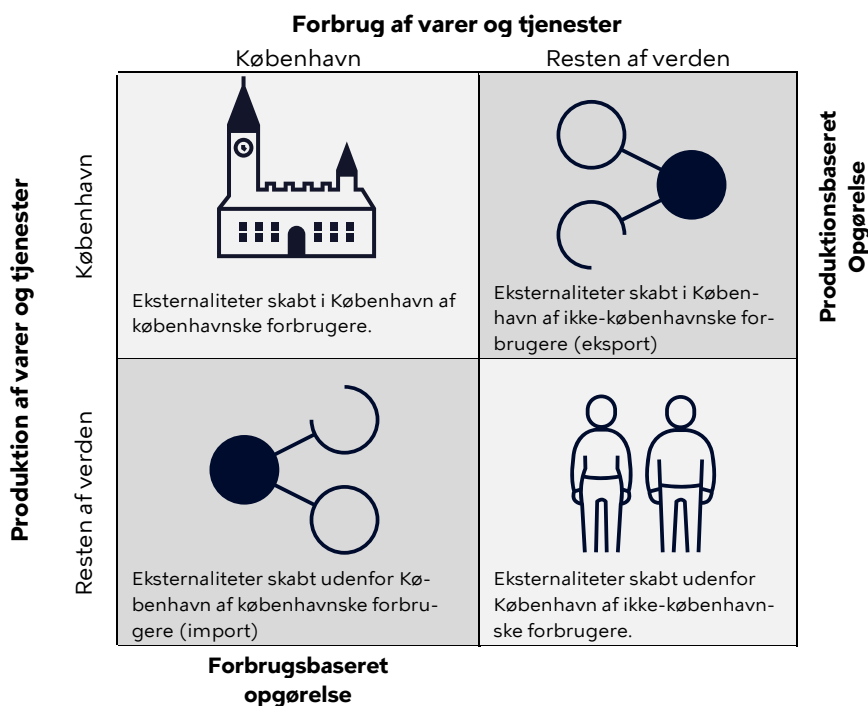 Forbrug af varer og tjenester
København
Resten af verden
Produktion af varer og tjenester
København
Eksternaliteter skabt i København af
københavnske forbrugere.
Eksternaliteter skabt i Køben-
havn af ikke-københavnske for-
brugere (eksport)
Produktionsbaseret
Opgørelse
Resten af verden
Eksternaliteter skabt udenfor Kø-
benhavn af københavnske forbru-
gere (import)
Eksternaliteter skabt udenfor
København af ikke-københavn-
ske forbrugere.
Forbrugsbaseret
opgørelse